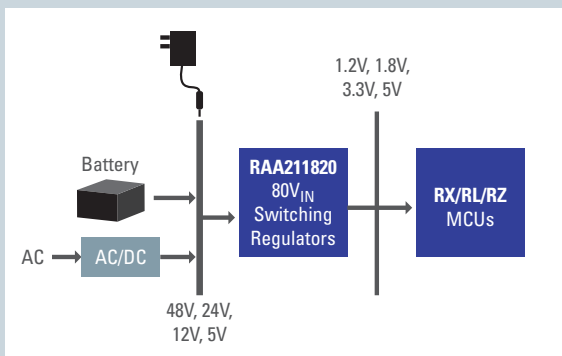 1.2V, 1.8V,
3.3V, 5V
Battery
RAA211820
80V_IN
Switching
Regulators
RX/RL/RZ
MCUs
AC
AC/DC
48V, 24V,
12V, 5V